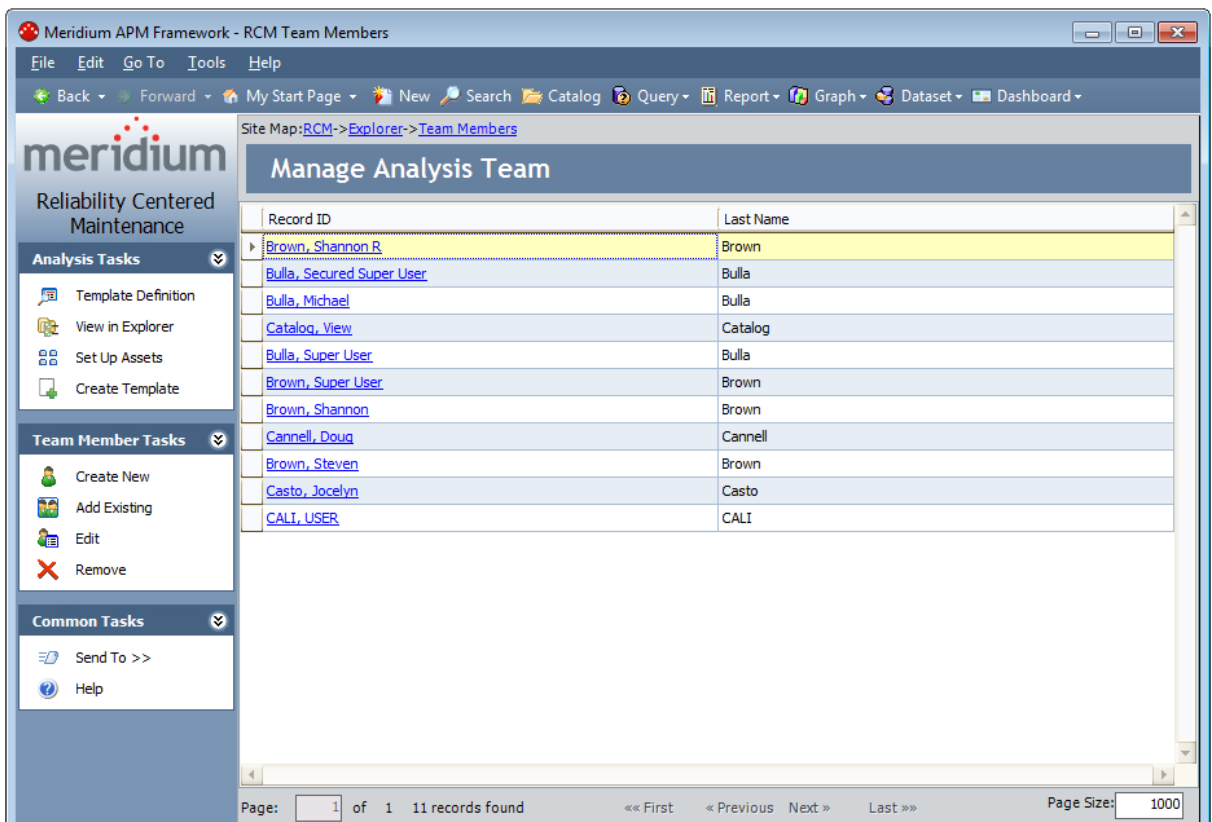 Meridium APM Framework - RCM Team Members
File Edit Go To Tools Help
Back Forward My Start Page New Search Catalog Query Report Graph Dataset Dashboard
meridium
Reliability Centered
Maintenance
Analysis Tasks
Template Definition
View in Explorer
Set Up Assets
Create Template
Team Member Tasks
Create New
Add Existing
Edit
Remove
Common Tasks
Send To >>
Help
Site Map:RCM->Explorer->Team Members
Manage Analysis Team
Record ID Last Name
Brown, Shannon R Brown
Bulla, Secured Super User Bulla
Bulla, Michael Bulla
Catalog, View Catalog
Bulla, Super User Bulla
Brown, Super User Brown
Brown, Shannon Brown
Cannell, Doug Cannell
Brown, Steven Brown
Casto, Jocelyn Casto
CALI, USER CALI
Page: 1 of 1 11 records found «« First « Previous Next » Last »» Page Size: 1000